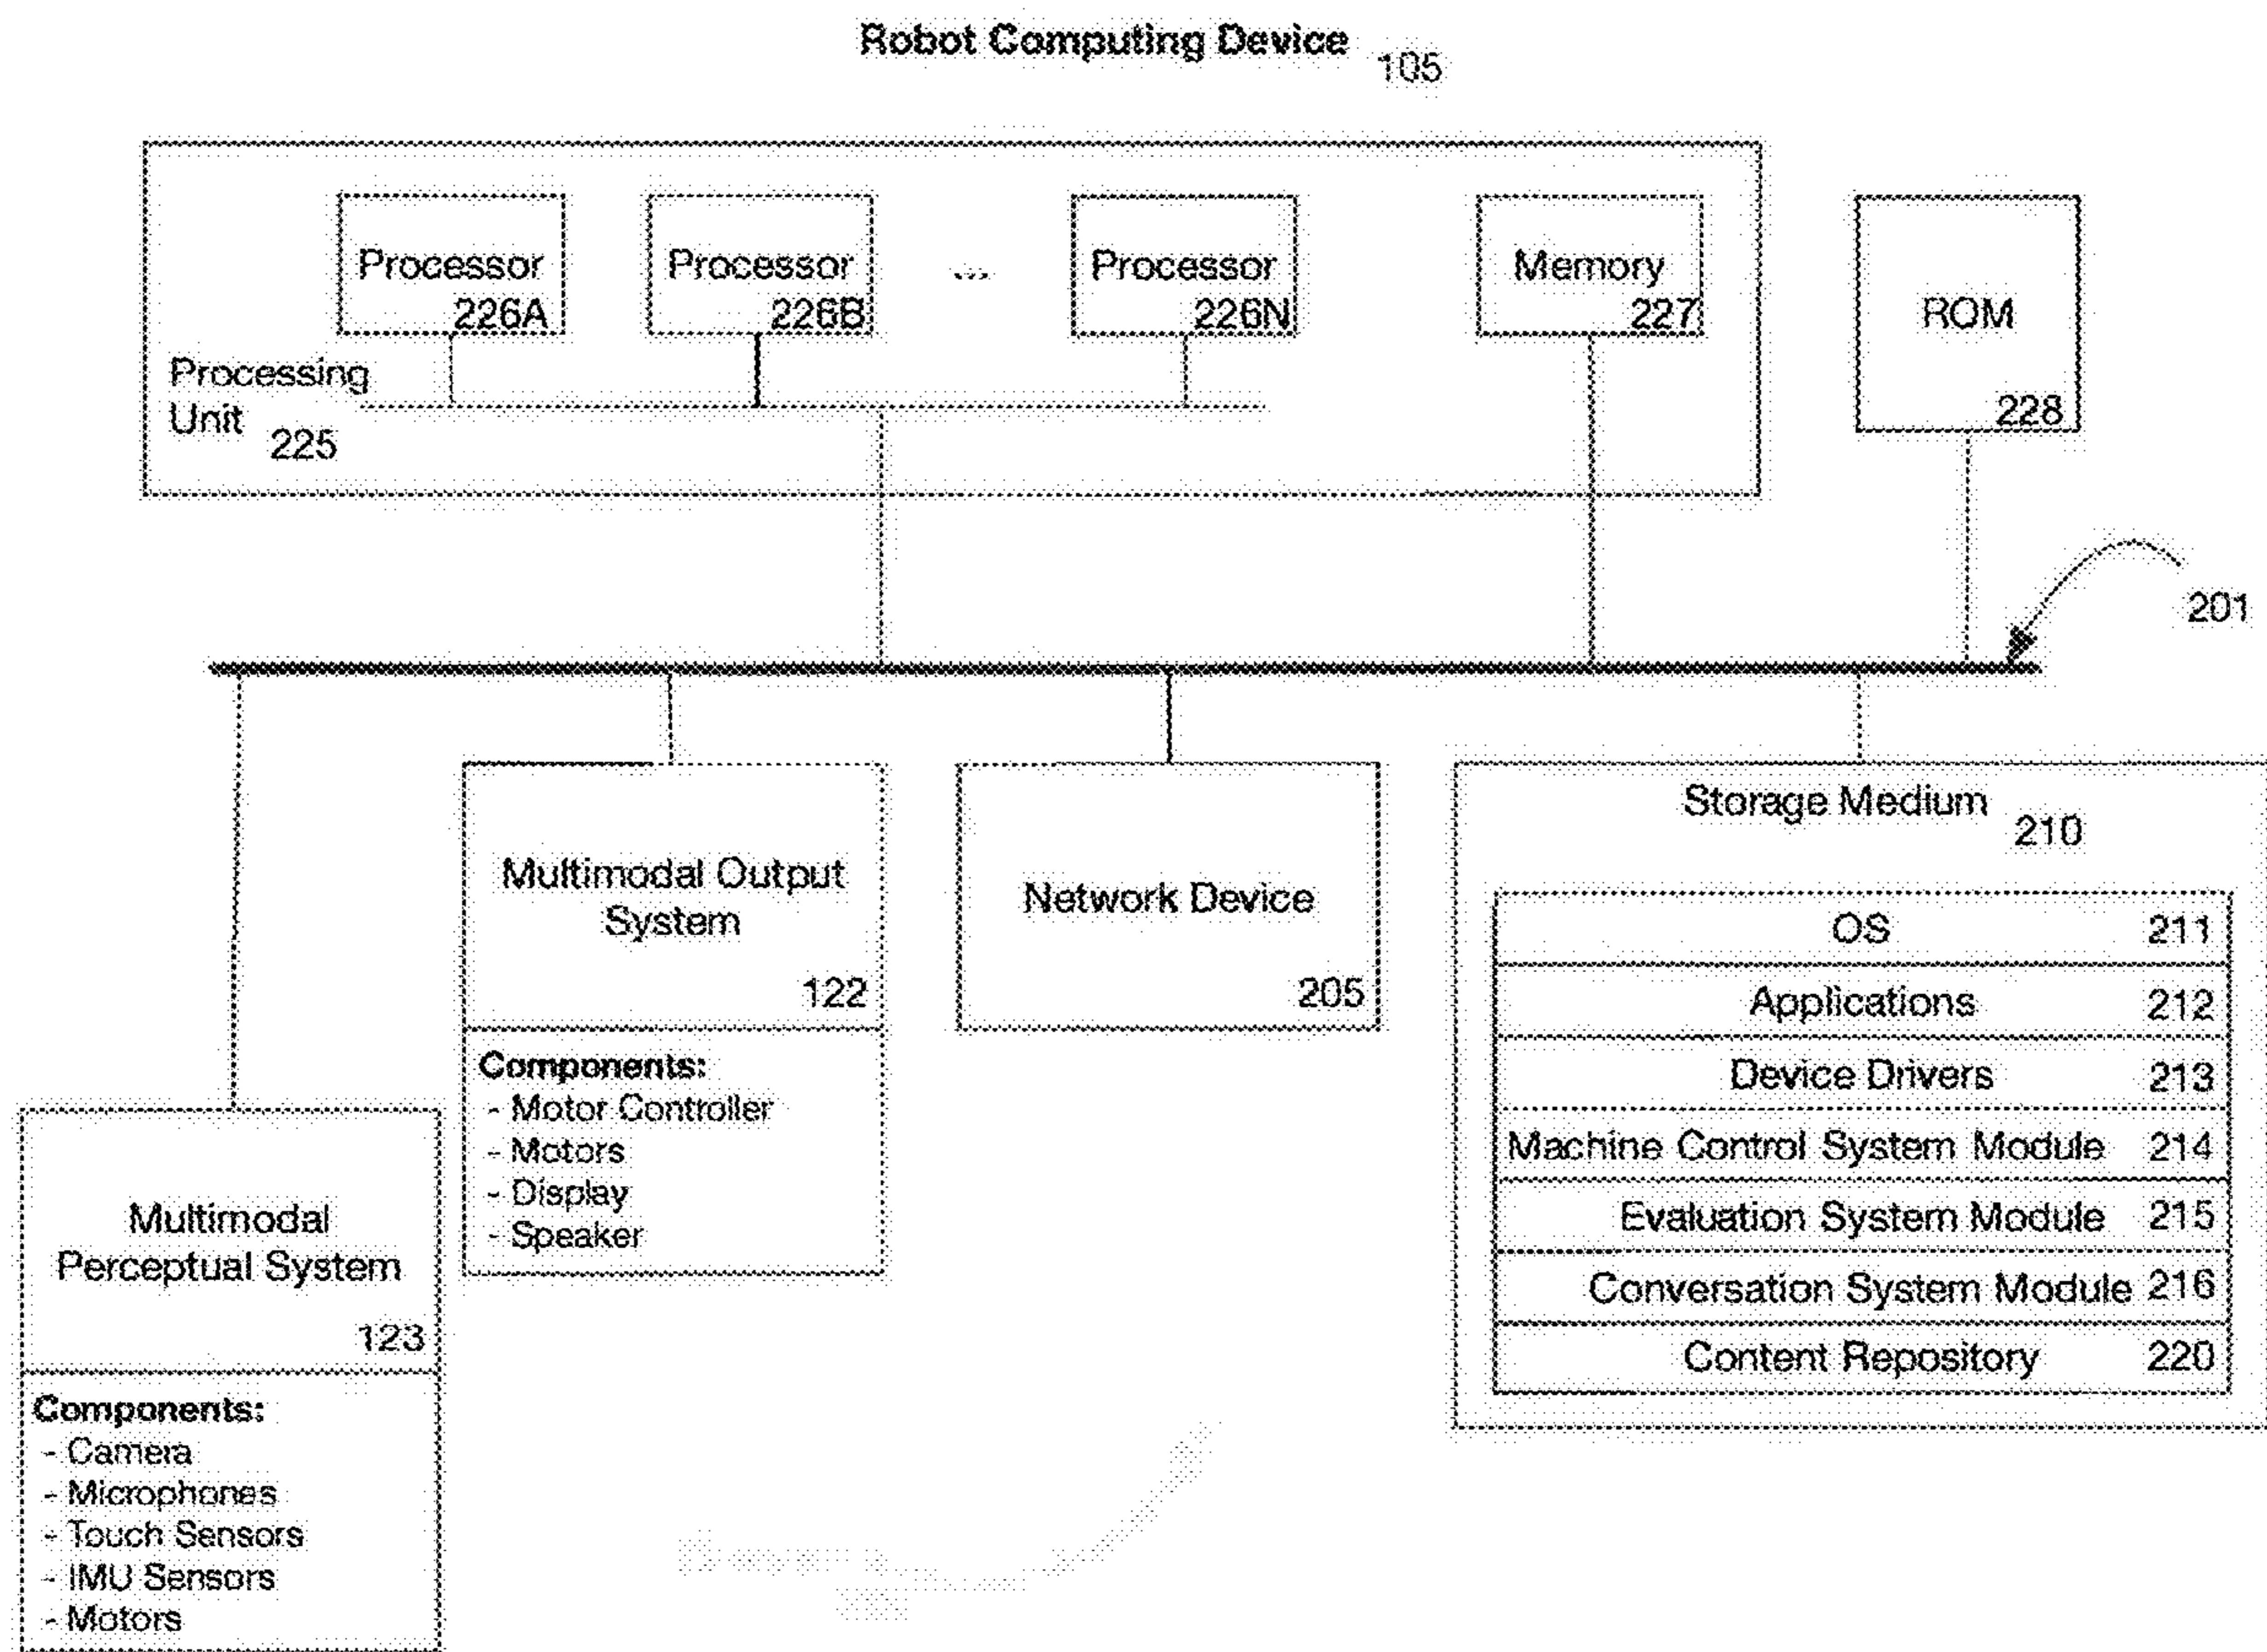 Robot Computing Device 105
Processor
226A
Processor
226B
...
Processor
226N
Memory
227
ROM
228
Processing
Unit 225
201
Multimodal Output
System
122
Components:
- Motor Controller
- Motors
- Display
- Speaker
Network Device
205
Storage Medium 210
OS 211
Applications 212
Device Drivers 213
Machine Control System Module 214
Evaluation System Module 215
Conversation System Module 216
Content Repository 220
Multimodal
Perceptual System
123
Components:
- Camera
- Microphones
- Touch Sensors
- IMU Sensors
- Motors